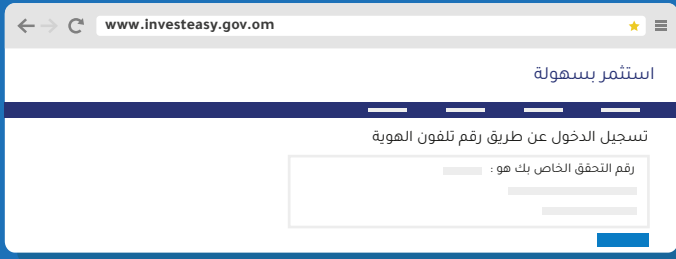 www.investeasy.gov.om
استثمر بسهولة
تسجيل الدخول عن طريق رقم تلفون الهوية
رقم التحقق الخاص بك هو :